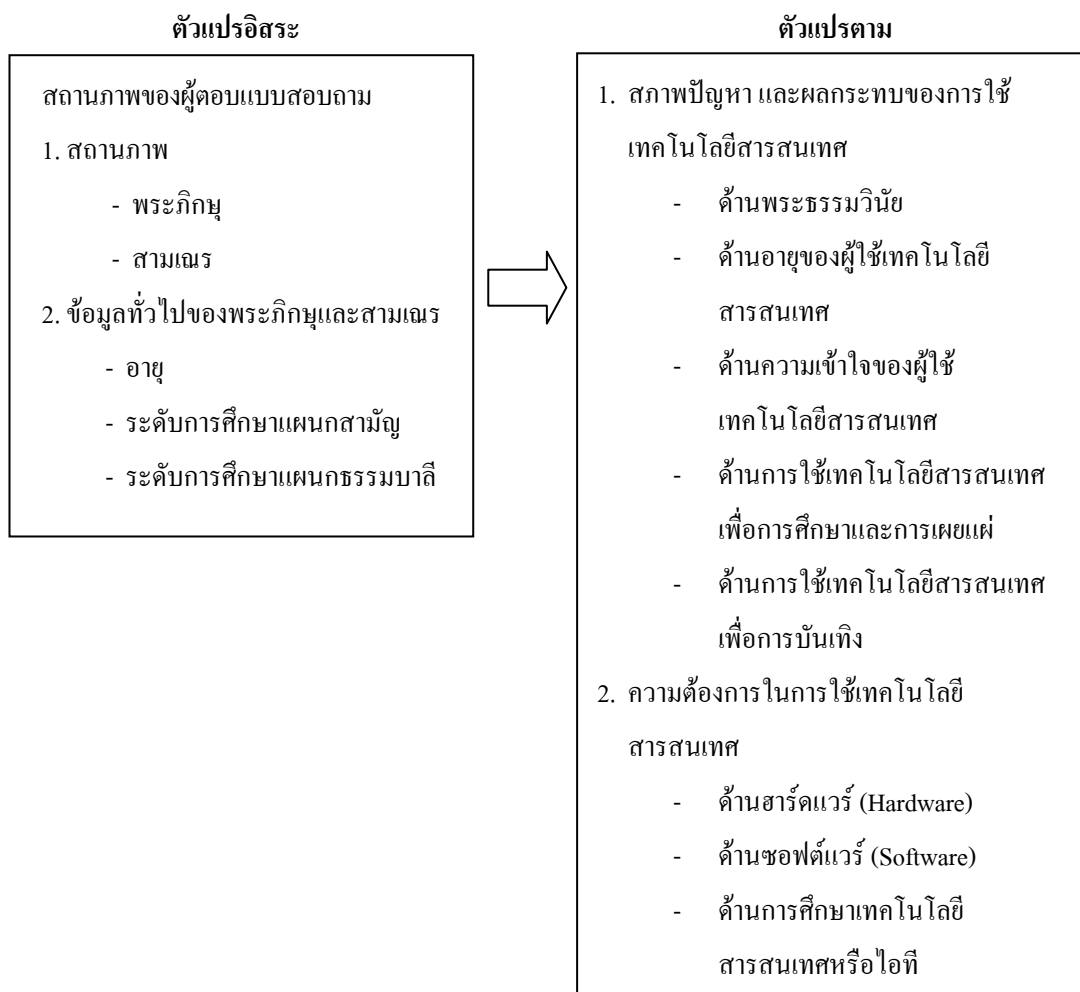 ตัวแปรอิสระ
สถานภาพของผู้ตอบแบบสอบถาม
1. สถานภาพ
- พระภิกษุ
- สามเณร
2. ข้อมูลทั่วไปของพระภิกษุและสามเณร
- อายุ
- ระดับการศึกษาแผนกสามัญ
- ระดับการศึกษาแผนกธรรมบาลี
ตัวแปรตาม
1. สภาพปัญหา และผลกระทบของการใช้
เทคโนโลยีสารสนเทศ
- ด้านพระธรรมวินัย
- ด้านอายุของผู้ใช้เทคโนโลยี
สารสนเทศ
- ด้านความเข้าใจของผู้ใช้
เทคโนโลยีสารสนเทศ
- ด้านการใช้เทคโนโลยีสารสนเทศ
เพื่อการศึกษาและการเผยแผ่
- ด้านการใช้เทคโนโลยีสารสนเทศ
เพื่อการบันเทิง
2. ความต้องการในการใช้เทคโนโลยี
สารสนเทศ
- ด้านฮาร์ดแวร์ (Hardware)
- ด้านซอฟต์แวร์ (Software)
- ด้านการศึกษาเทคโนโลยี
สารสนเทศหรือไอที